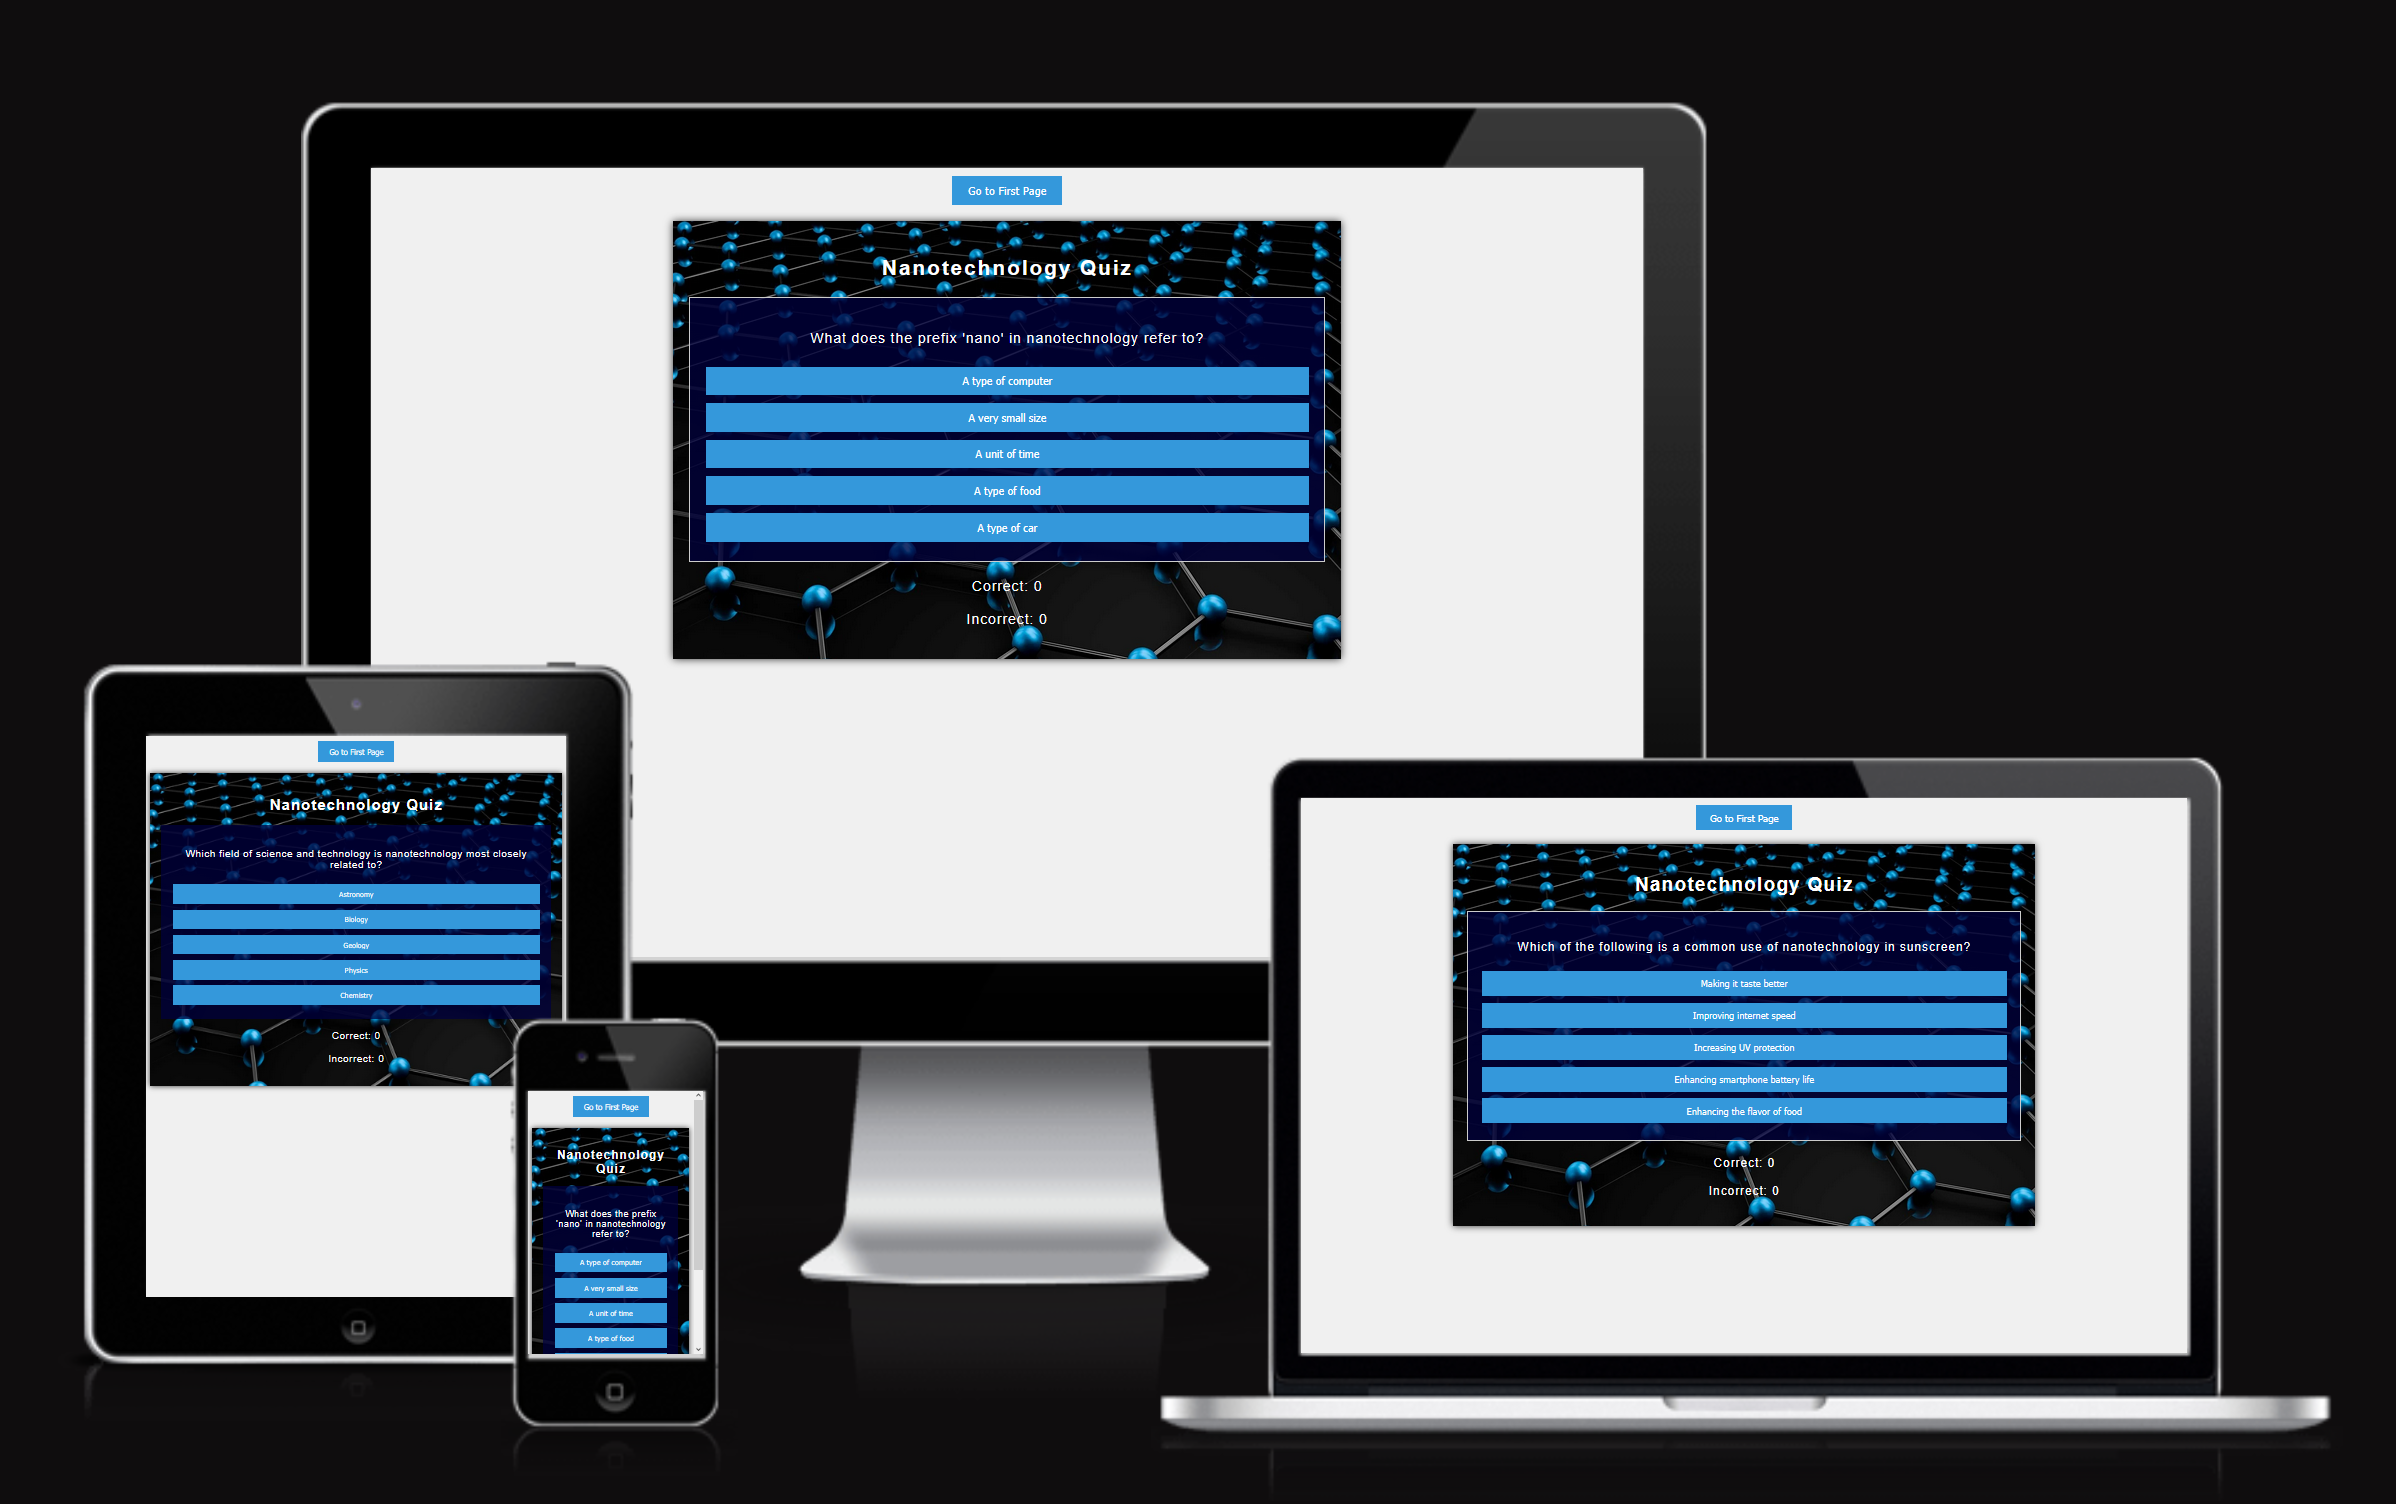 Go to First Page
Nanotechnology Quiz
What does the prefix 'nano' in nanotechnology refer to?
A type of computer
A very small size
A unit of time
A type of food
A type of car
Correct: 0
Incorrect: 0
Go to First Page
Nanotechnology Quiz
Which field of science and technology is nanotechnology most closely
related to?
Astronomy
Biology
Geology
Physics
Chemistry
Correct: 0
Incorrect: 0
Go to First Page
Nanotechnology
Quiz
What does the prefix
'nano' in nanotechnology
refer to?
A type of computer
A very small size
A unit of time
A type of food
Go to First Page
Nanotechnology Quiz
Which of the following is a common use of nanotechnology in sunscreen?
Making it taste better
Improving internet speed
Increasing UV protection
Enhancing smartphone battery life
Enhancing the flavor of food
Correct: 0
Incorrect: 0